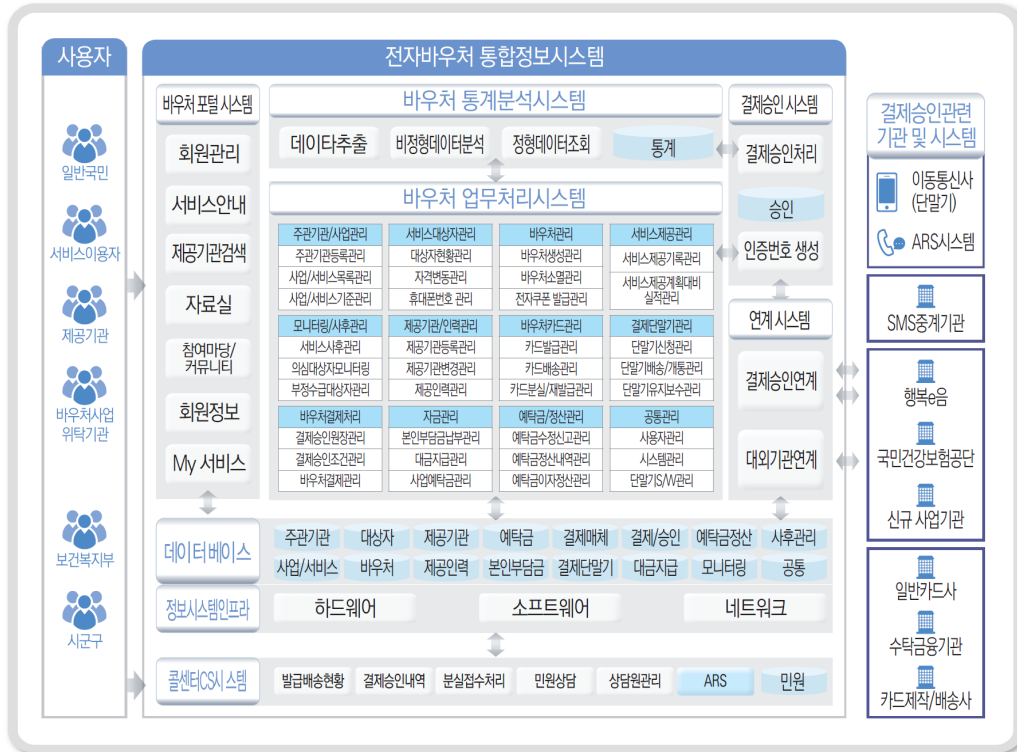 사용자
일반국민
서비스이용자
제공기관
바우처사업
위탁기관
보건복지부
시군구
전자바우처 통합정보시스템
바우처 포털 시스템
회원관리
서비스안내
제공기관검색
자료실
참여마당/
커뮤니티
회원정보
My 서비스
바우처 통계분석시스템
데이타추출
비정형데이타분석
정형데이타조회
통계
바우처 업무처리시스템
주관기관/사업관리
주관기관등록관리
사업/서비스목록관리
사업/서비스기준관리
서비스대상자관리
대상자현황관리
자격변동관리
휴대폰번호 관리
바우처관리
바우처생성관리
바우처소멸관리
전자쿠폰 발급관리
서비스제공관리
서비스제공기록관리
서비스제공계획대비
실적관리
모니터링/사후관리
서비스사후관리
의심대상자모니터링
부정수급대상자관리
제공기관/인력관리
제공기관등록관리
제공기관변경관리
제공인력관리
바우처카드관리
카드발급관리
카드배송관리
카드분실/재발급관리
결제단말기관리
단말기신청관리
단말기배송/개통관리
단말기유지보수관리
바우처결제처리
결제승인원장관리
결제승인조건관리
바우처결제관리
자금관리
본인부담금납부관리
대금지급관리
사업예탁금관리
예탁금/정산관리
예탁금수정신고관리
예탁금정산내역관리
예탁금이자정산관리
공통관리
사용자관리
시스템관리
단말기S/W관리
결제승인 시스템
결제승인처리
승인
인증번호 생성
연계 시스템
결제승인연계
대외기관연계
데이터 베이스
주관기관
대상자
제공기관
예탁금
결제매체
결제/승인
예탁금정산
사후관리
사업/서비스
바우처
제공인력
본인부담금
결제단말기
대금지급
모니터링
공통
정보시스템인프라
하드웨어
소프트웨어
네트워크
콜센터CS시 스템
발급배송현황
결제승인내역
분실접수처리
민원상담
상담원관리
ARS
민원
결제승인관련
기관 및 시스템
이동통신사
(단말기)
ARS시스템
SMS중계기관
행복e음
국민건강보험공단
신규 사업기관
일반카드사
수탁금융기관
카드제작/배송사